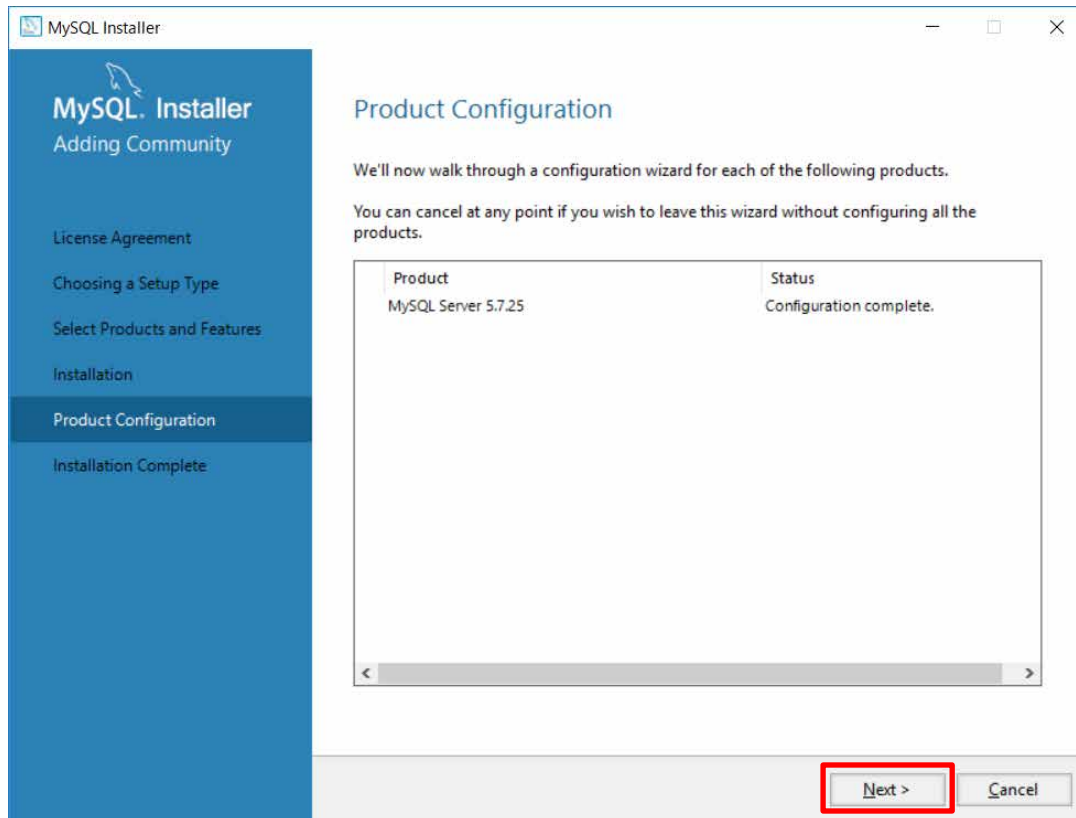 MySQL Installer
MySQL. Installer
Adding Community
License Agreement
Choosing a Setup Type
Select Products and Features
Installation
Product Configuration
Installation Complete
Product Configuration
We'll now walk through a configuration wizard for each of the following products.
You can cancel at any point if you wish to leave this wizard without configuring all the
products.
Product Status
MySQL Server 5.7.25 Configuration complete.
Next > Cancel